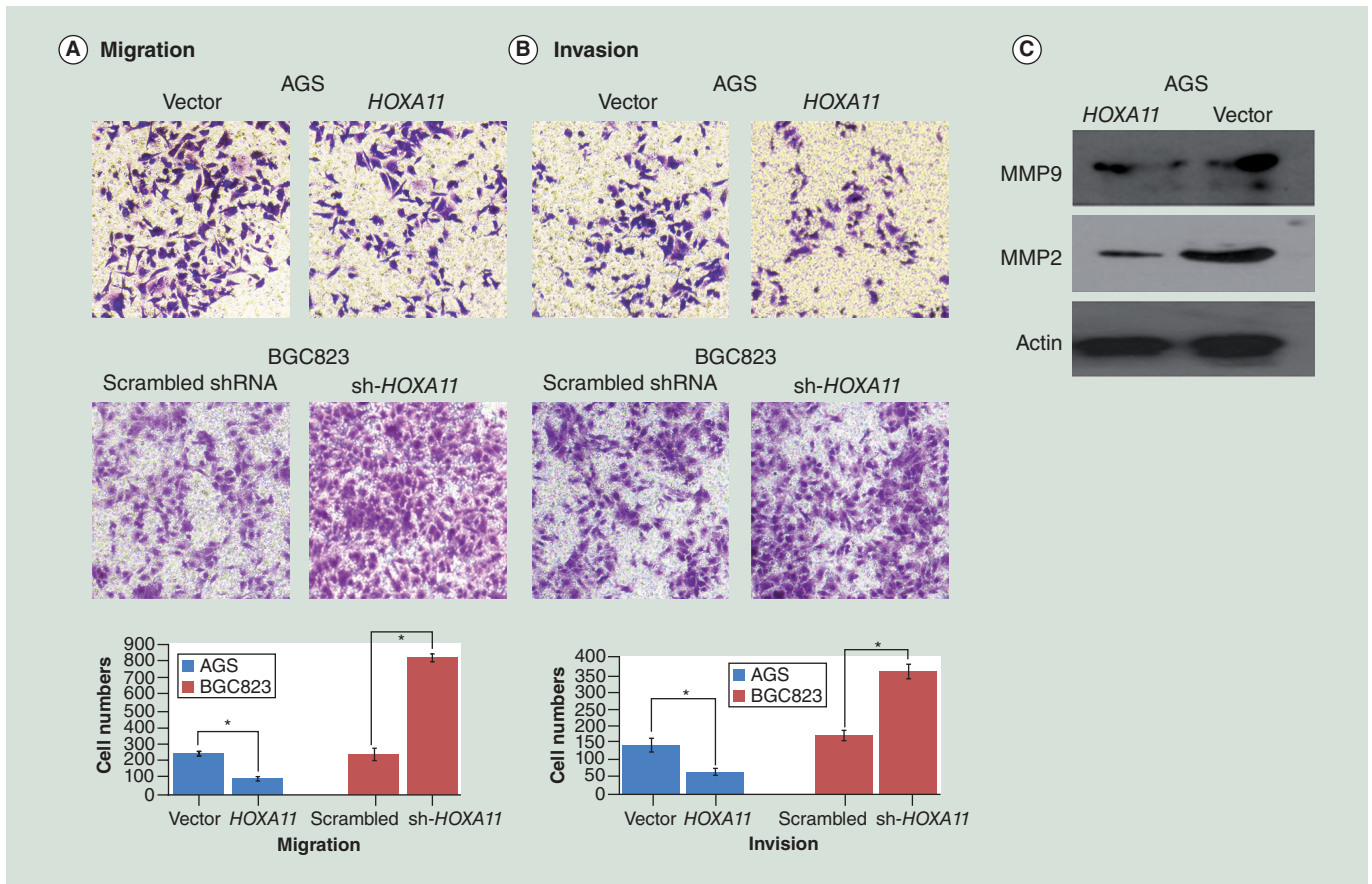 A Migration
AGS
Vector HOXA11
BGC823
Scrambled shRNA sh-HOXA11
Cell numbers
900
800
700
600
500
400
300
200
100
0
AGS
BGC823
*
*
Vector HOXA11 Scrambled sh-HOXA11
Migration
B Invasion
AGS
Vector HOXA11
BGC823
Scrambled shRNA sh-HOXA11
Cell numbers
400
350
300
250
200
150
100
50
0
AGS
BGC823
*
*
Vector HOXA11 Scrambled sh-HOXA11
Invision
C
AGS
HOXA11 Vector
MMP9
MMP2
Actin